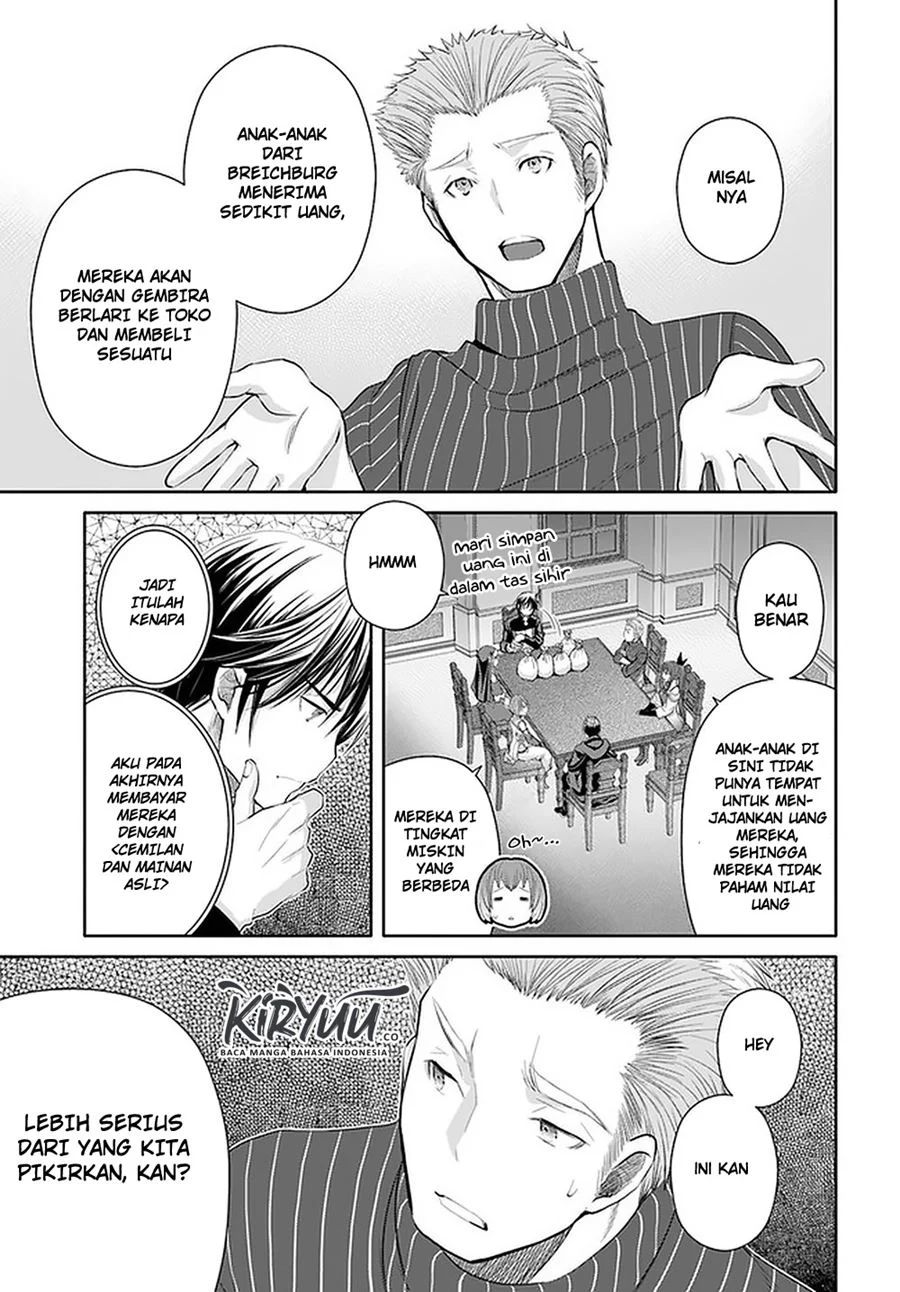 MISAL
NYA
ANAK-ANAK
DARI
BREICHBURG
MENERIMA
SEDIKIT UANG,
MEREKA AKAN
DENGAN GEMBIRA
BERLARI KE TOKO
DAN MEMBELI
SESUATU
KAU
BENAR
ANAK-ANAK DI
SINI TIDAK
PUNYA TEMPAT
UNTUK MEN-
JAJANKAN UANG
MEREKA,
SEHINGGA
MEREKA TIDAK
PAHAM NILAI
UANG
mari simpan
uang ini di
dalam tas sihir
HMMM
MEREKA DI
TINGKAT
MISKIN
YANG
BERBEDA
Oh~...
JADI
ITULAH
KENAPA
AKU PADA
AKHIRNYA
MEMBAYAR
MEREKA
DENGAN
<CEMILAN
DAN MAINAN
ASLI>
HEY
INI KAN
LEBIH SERIUS
DARI YANG KITA
PIKIRKAN, KAN?
KIRYUU
.CO
BACA MANGA BAHASA INDONESIA